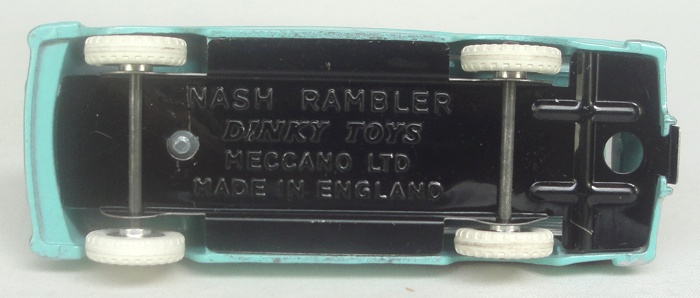 NASH RAMBLER
DINKY TOYS
MECCANO LTD
MADE IN ENGLAND